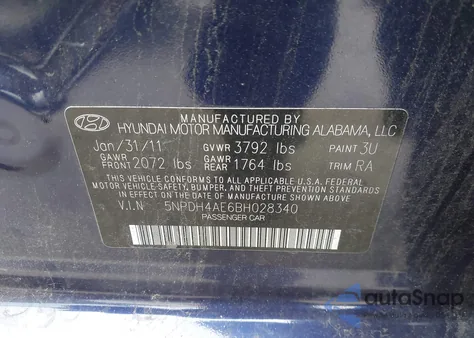 MANUFACTURED BY
HYUNDAI MOTOR MANUFACTURING ALABAMA, LLC
Jan/31/11 GVWR 3792 lbs PAINT 3U
GAWR FRONT 2072 lbs GAWR REAR 1764 lbs TRIM RA
THIS VEHICLE CONFORMS TO ALL APPLICABLE U.S.A. FEDERAL
MOTOR VEHICLE SAFETY, BUMPER, AND THEFT PREVENTION STANDARDS
IN EFFECT ON THE DATE OF MANUFACTURE SHOWN ABOVE.
V.I.N 5NPDH4AE6BH028340
PASSENGER CAR
autoSnap